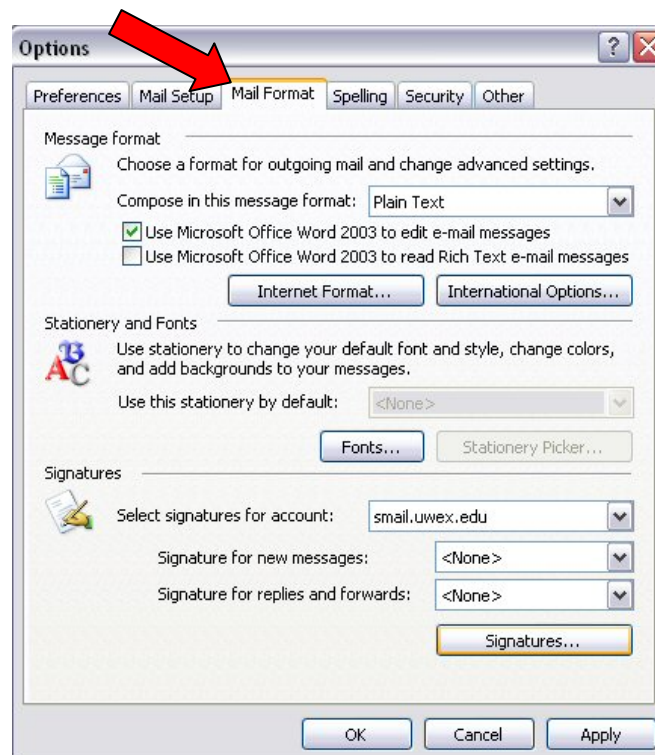 Options
Preferences Mail Setup Mail Format Spelling Security Other
Message format
Choose a format for outgoing mail and change advanced settings.
Compose in this message format: Plain Text
Use Microsoft Office Word 2003 to edit e-mail messages
Use Microsoft Office Word 2003 to read Rich Text e-mail messages
Internet Format... International Options...
Stationery and Fonts
Use stationery to change your default font and style, change colors,
and add backgrounds to your messages.
Use this stationery by default: <None>
Fonts... Stationery Picker...
Signatures
Select signatures for account: smail.uwex.edu
Signature for new messages: <None>
Signature for replies and forwards: <None>
Signatures...
OK Cancel Apply